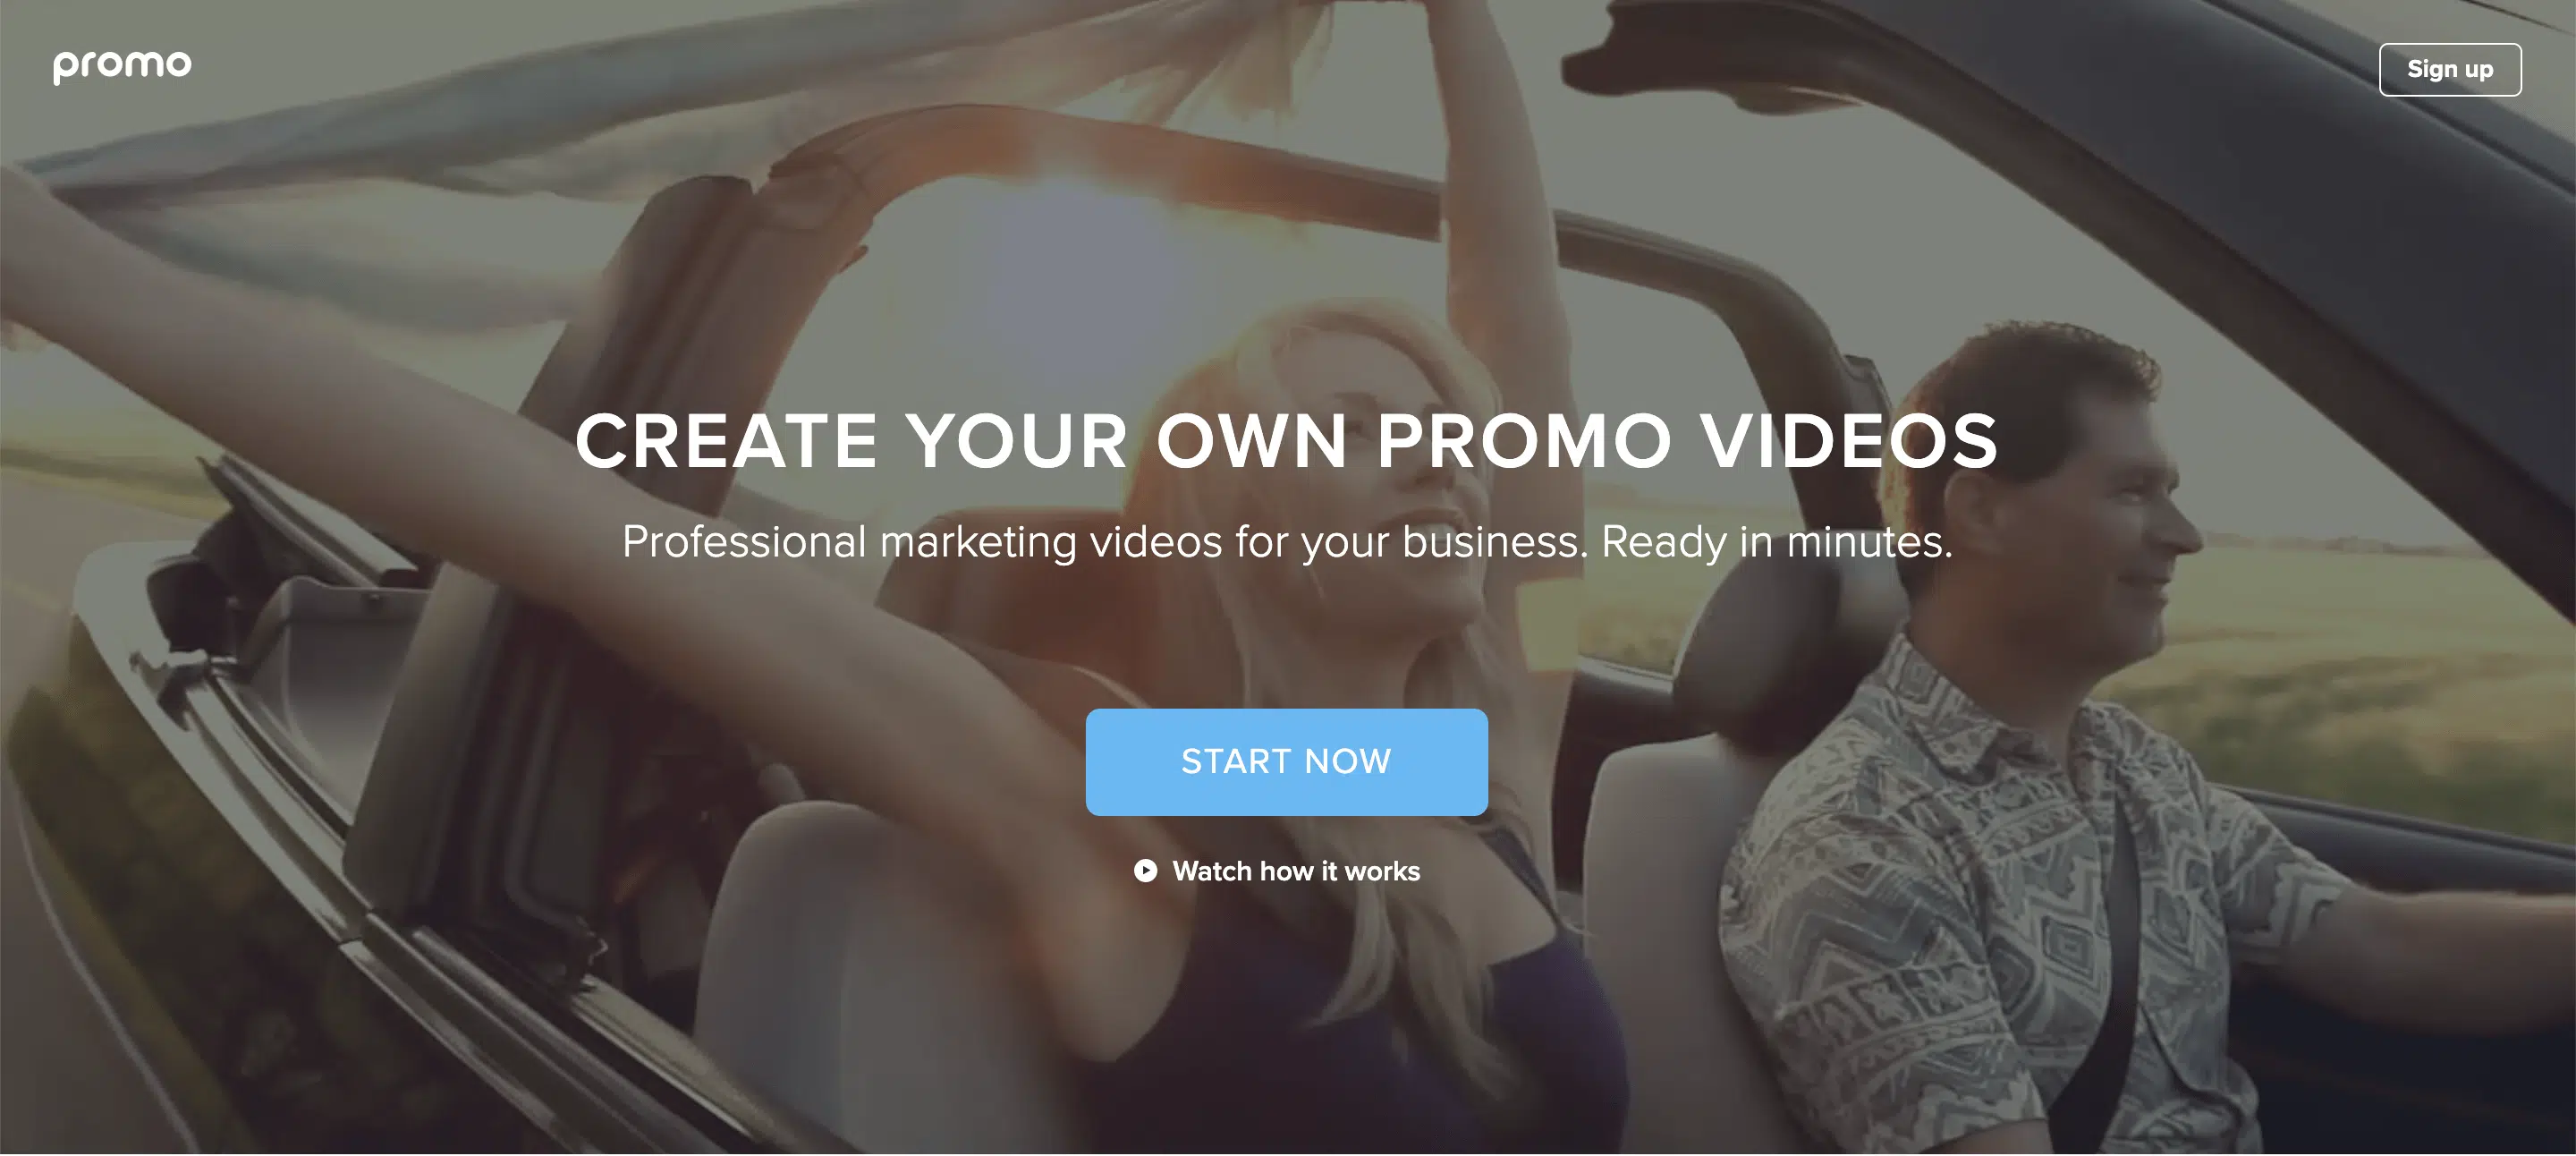 promo
Sign up
CREATE YOUR OWN PROMO VIDEOS
Professional marketing videos for your business. Ready in minutes.
START NOW
Watch how it works